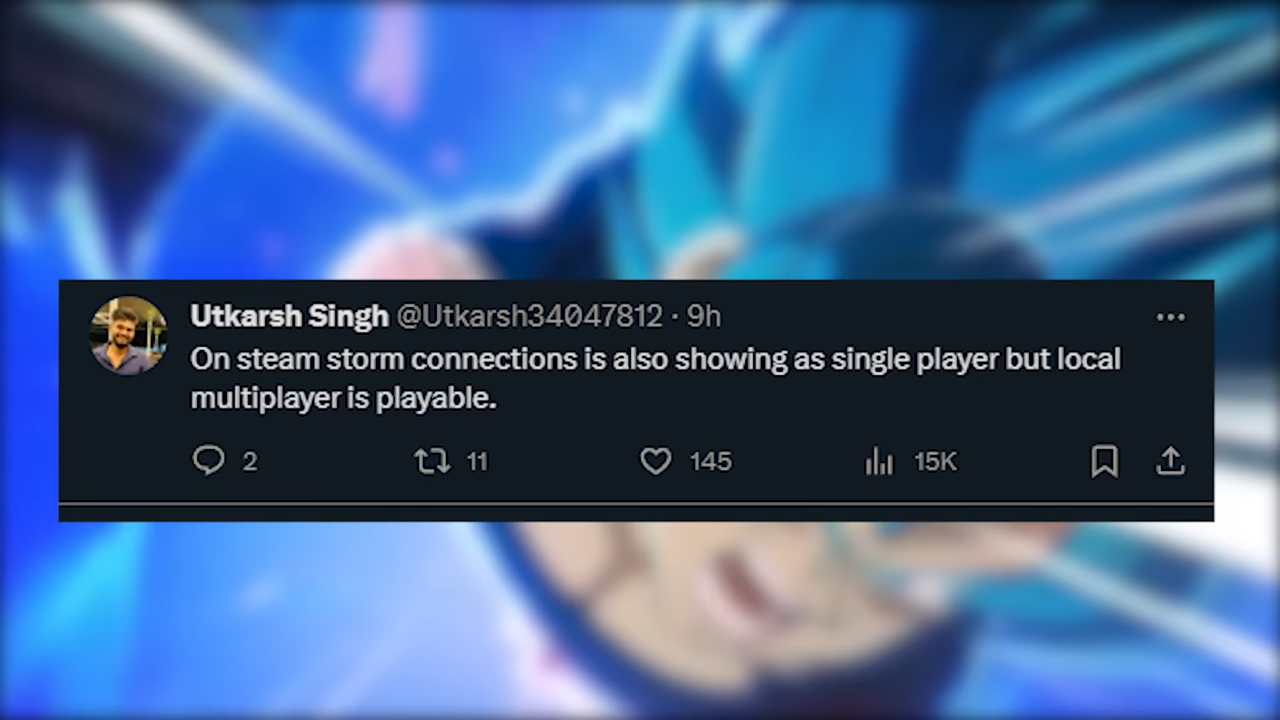 Utkarsh Singh @Utkarsh34047812 · 9h
On steam storm connections is also showing as single player but local
multiplayer is playable.
2 11 145 15K